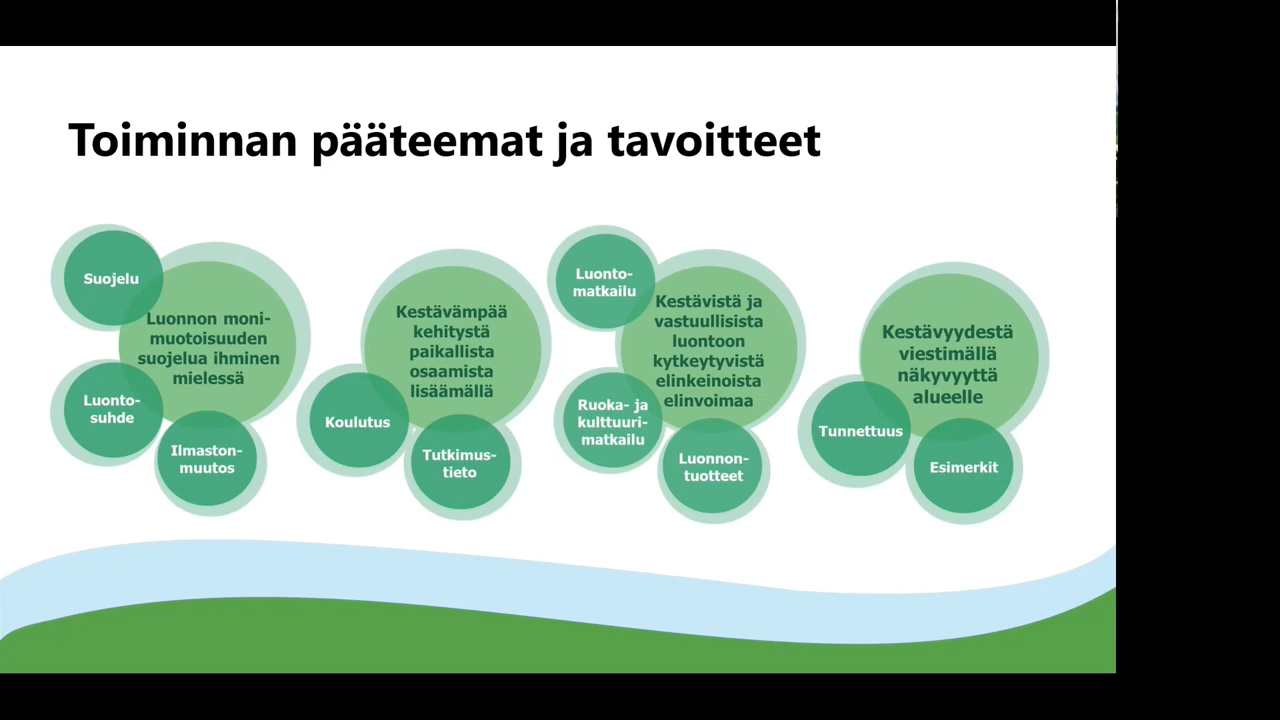 Toiminnan pääteemat ja tavoitteet
Suojelu
Luonnon moni-
muotoisuuden
suojelua ihminen
mielessä
Luonto-
suhde
Ilmaston-
muutos
Kestävämpää
kehitystä
paikallista
osaamista
lisäämällä
Koulutus
Tutkimus-
tieto
Luonto-
matkailu
Kestävistä ja
vastuullisista
luontoon
kytkeytyvistä
elinkeinoista
elinvoimaa
Ruoka- ja
kulttuuri-
matkailu
Luonnon-
tuotteet
Kestävyydestä
viestimällä
näkyvyyttä
alueelle
Tunnettuus
Esimerkit